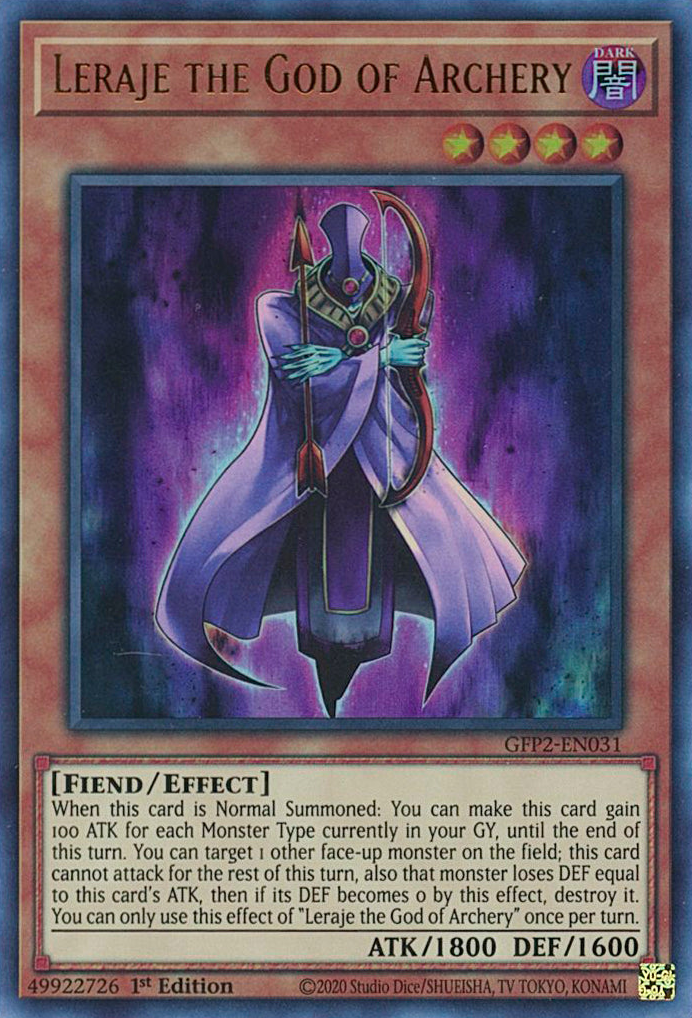 LERAJE THE GOD OF ARCHERY
DARK
闇
GFP2-EN031
[FIEND/EFFECT]
When this card is Normal Summoned: You can make this card gain
100 ATK for each Monster Type currently in your GY, until the end of
this turn. You can target 1 other face-up monster on the field; this card
cannot attack for the rest of this turn, also that monster loses DEF equal
to this card's ATK, then if its DEF becomes 0 by this effect, destroy it.
You can only use this effect of "Leraje the God of Archery" once per turn.
ATK/1800 DEF/1600
49922726 1st Edition ©2020 Studio Dice/SHUEISHA, TV TOKYO, KONAMI